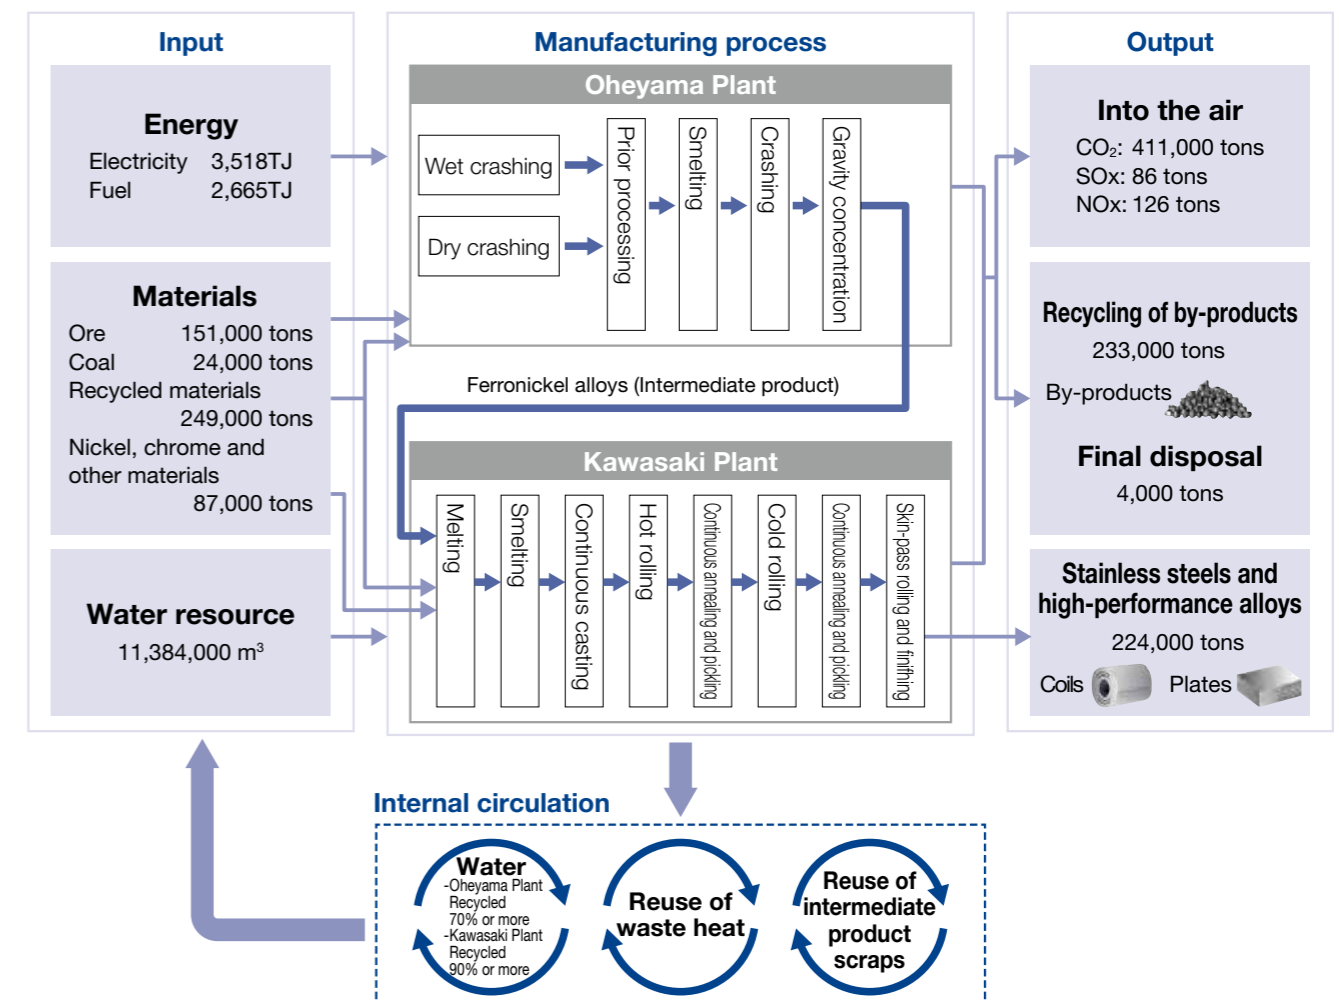 Input
Energy
Electricity 3,518TJ
Fuel 2,665TJ
Materials
Ore 151,000 tons
Coal 24,000 tons
Recycled materials
249,000 tons
Nickel, chrome and
other materials
87,000 tons
Water resource
11,384,000 m³
Manufacturing process
Oheyama Plant
Wet crashing
Dry crashing
Prior processing
Smelting
Crashing
Gravity concentration
Ferronickel alloys (Intermediate product)
Kawasaki Plant
Melting
Smelting
Continuous casting
Hot rolling
Continuous annealing and pickling
Cold rolling
Continuous annealing and pickling
Skin-pass rolling and finifhing
Output
Into the air
CO₂: 411,000 tons
SOx: 86 tons
NOx: 126 tons
Recycling of by-products
233,000 tons
By-products
Final disposal
4,000 tons
Stainless steels and
high-performance alloys
224,000 tons
Coils Plates
Internal circulation
Water
-Oheyama Plant
Recycled
70% or more
-Kawasaki Plant
Recycled
90% or more
Reuse of
waste heat
Reuse of
intermediate
product
scraps